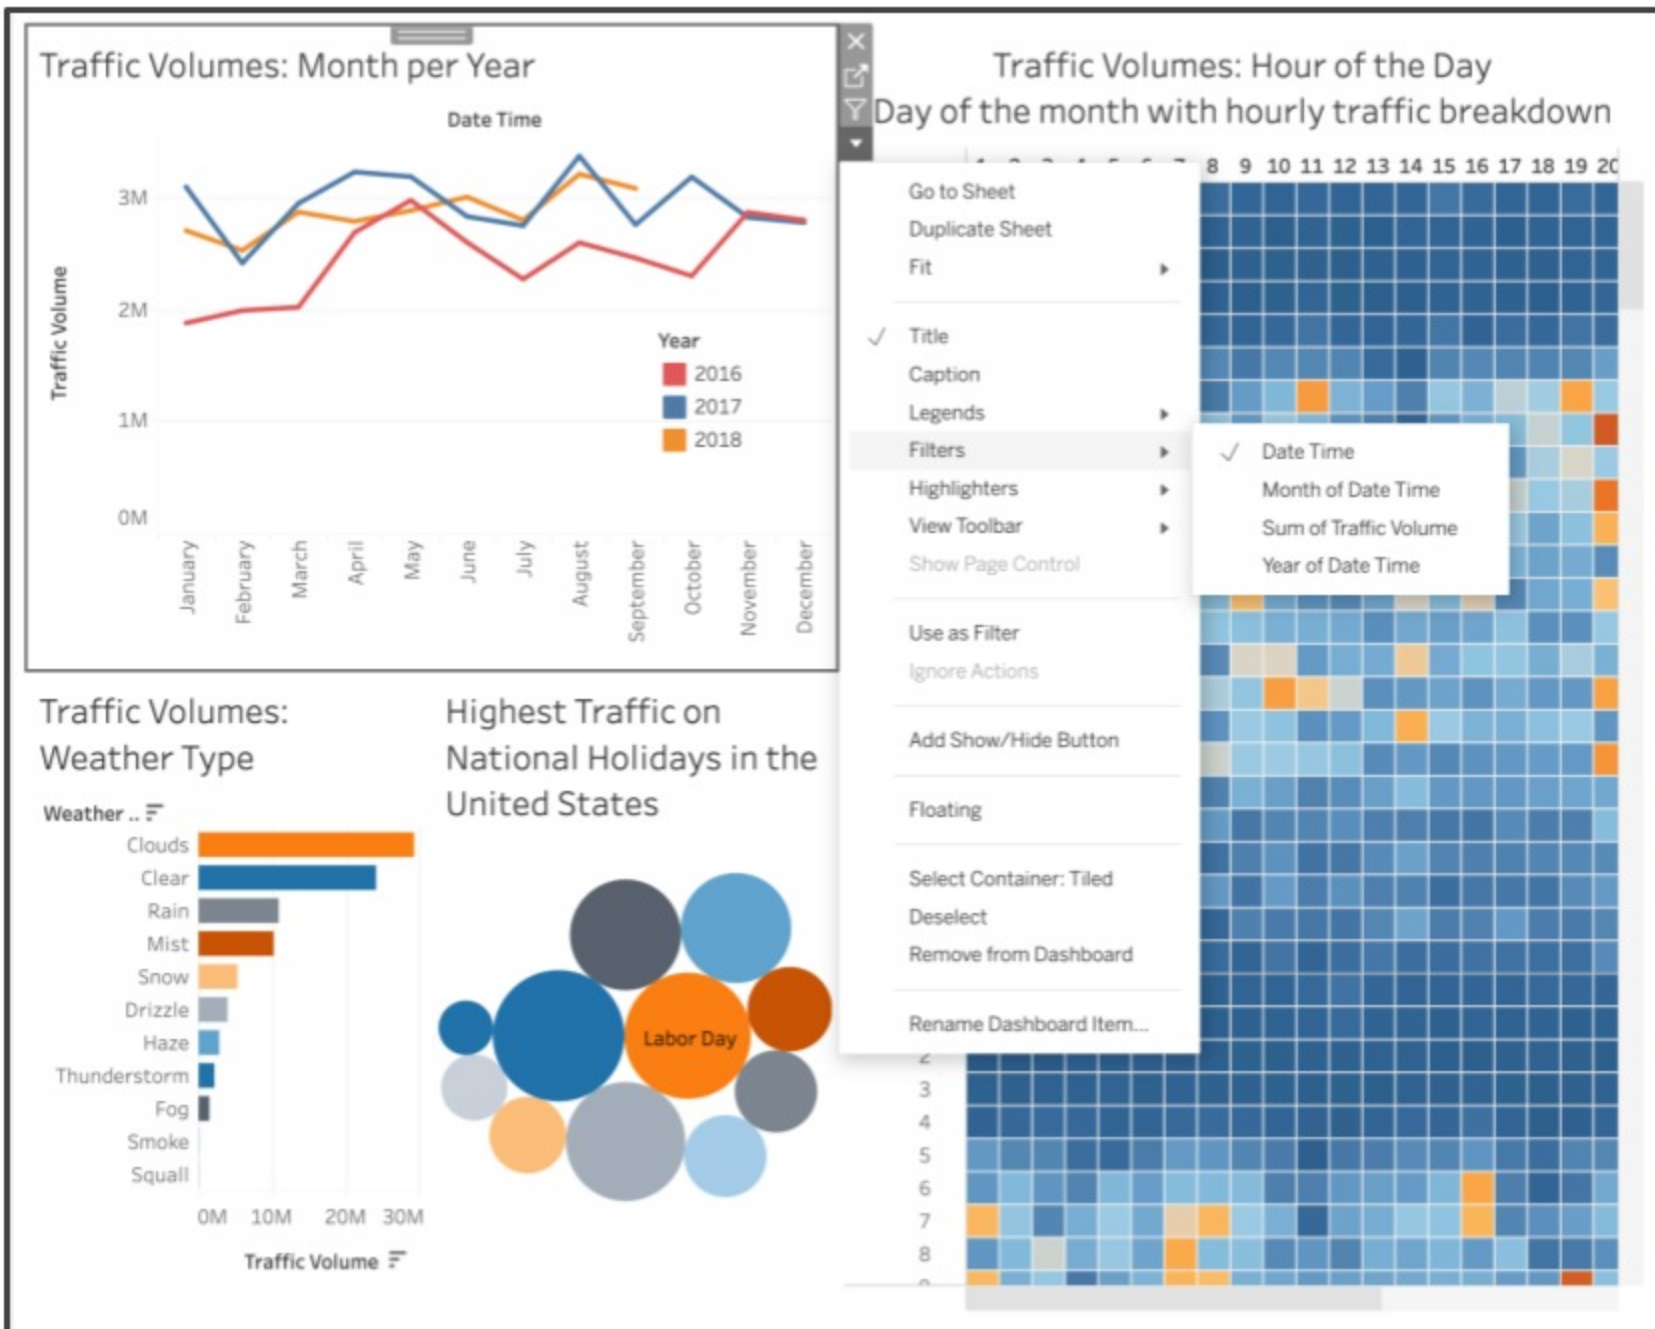 Traffic Volumes: Month per Year
Date Time
Traffic Volume
3M
2M
1M
0M
Year
2016
2017
2018
January
February
March
April
May
June
July
August
September
October
November
December
Traffic Volumes: Hour of the Day
Day of the month with hourly traffic breakdown
8 9 10 11 12 13 14 15 16 17 18 19 20
Go to Sheet
Duplicate Sheet
Fit
Title
Caption
Legends
Filters
Highlighters
View Toolbar
Show Page Control
Use as Filter
Ignore Actions
Add Show/Hide Button
Floating
Select Container: Tiled
Deselect
Remove from Dashboard
Rename Dashboard Item...
Date Time
Month of Date Time
Sum of Traffic Volume
Year of Date Time
2
3
4
5
6
7
8
Traffic Volumes:
Weather Type
Weather ..
Clouds
Clear
Rain
Mist
Snow
Drizzle
Haze
Thunderstorm
Fog
Smoke
Squall
0M 10M 20M 30M
Traffic Volume
Highest Traffic on
National Holidays in the
United States
Labor Day